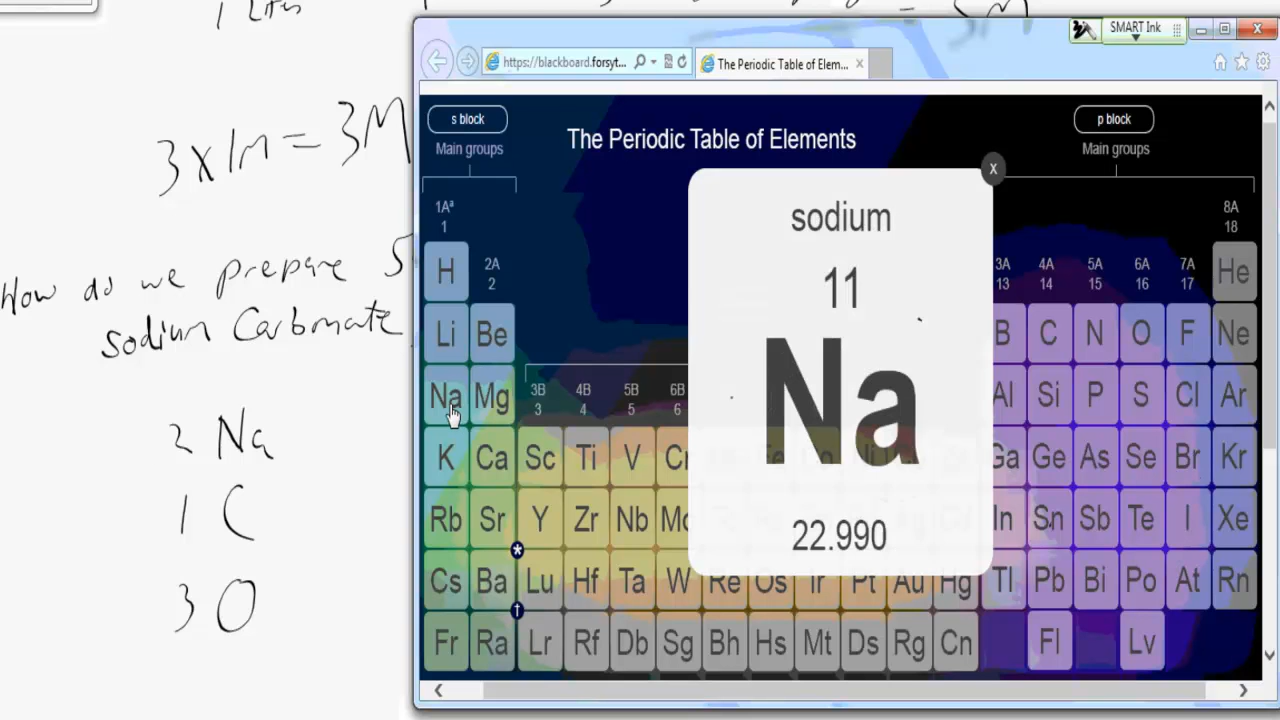 1 Liter
= 3M
3 x 1M = 3M
How do we prepare 5
sodium Carbonate
2 Na
1 C
3 O
SMART Ink
https://blackboard.forsyt...
The Periodic Table of Elem...
s block
Main groups
The Periodic Table of Elements
p block
Main groups
x
sodium
11
Na
22.990
1Aª
1
8A
18
H
2A
2
3A
13
4A
14
5A
15
6A
16
7A
17
He
Li Be B C N O F Ne
Na Mg
3B
3
4B
4
5B
5
6B
6
Al Si P S Cl Ar
K Ca Sc Ti V Cr Ga Ge As Se Br Kr
Rb Sr Y Zr Nb Mo In Sn Sb Te I Xe
*
Cs Ba Lu Hf Ta W Re Os Ir Pt Au Hg Tl Pb Bi Po At Rn
†
Fr Ra Lr Rf Db Sg Bh Hs Mt Ds Rg Cn Fl Lv